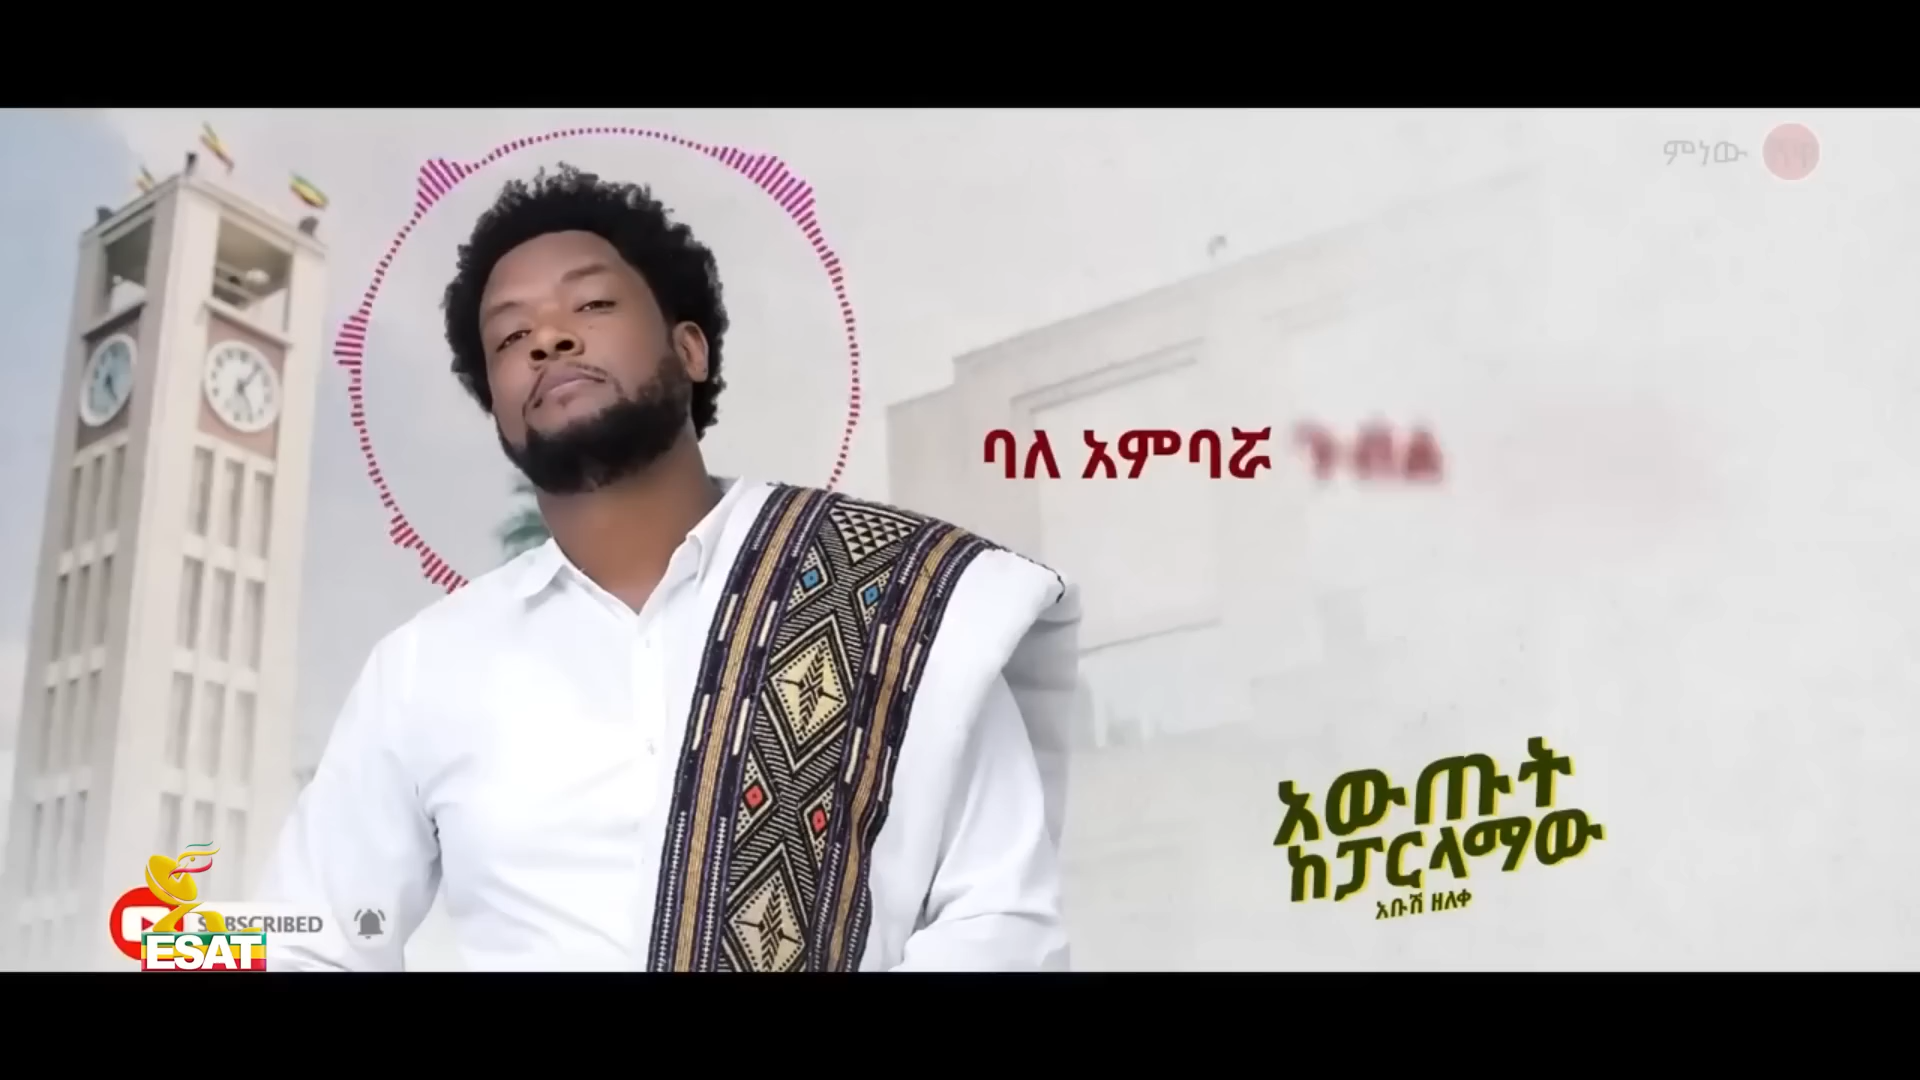 ምነው
ባለ አምባሯ
አውጡት
ከፓርላማው
አቡሽ ዘለቀ
SUBSCRIBED
ESAT